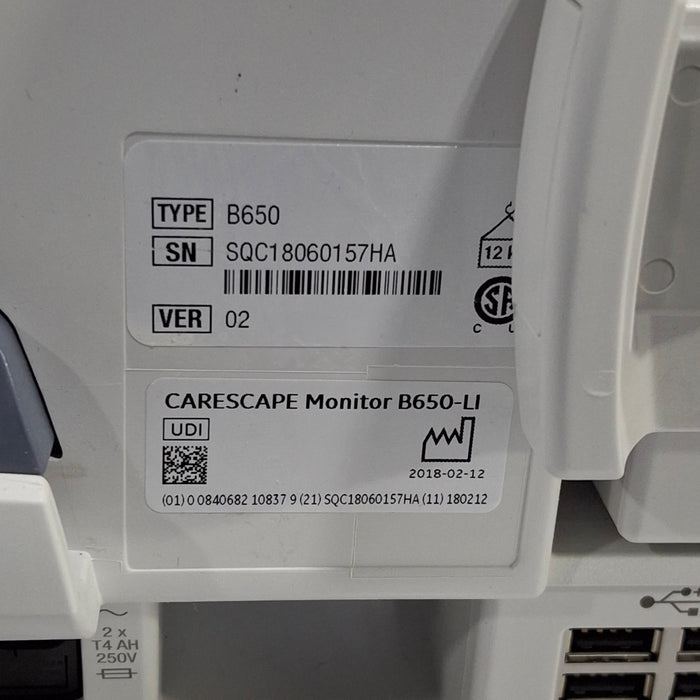 TYPE B650
SN SQC18060157HA
12
VER 02
SA
C
CARESCAPE Monitor B650-LI
UDI
2018-02-12
(01) 0 0840682 10837 9 (21) SQC18060157HA (11) 180212
2 x
T4 AH
250V